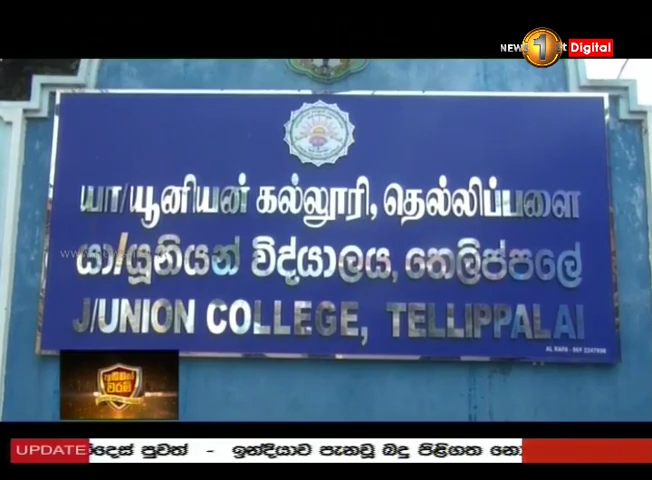 NEWS 1st Digital
யா/யூனியன் கல்லூரி, தெல்லிப்பளை
යා/යූනියන් විද්‍යාලය, තෙලිප්පලේ
J/UNION COLLEGE, TELLIPPALAI
UPDATE
දෙස් පුවත් - ඉන්දියාව පැනවූ බදු පිළිගත නො